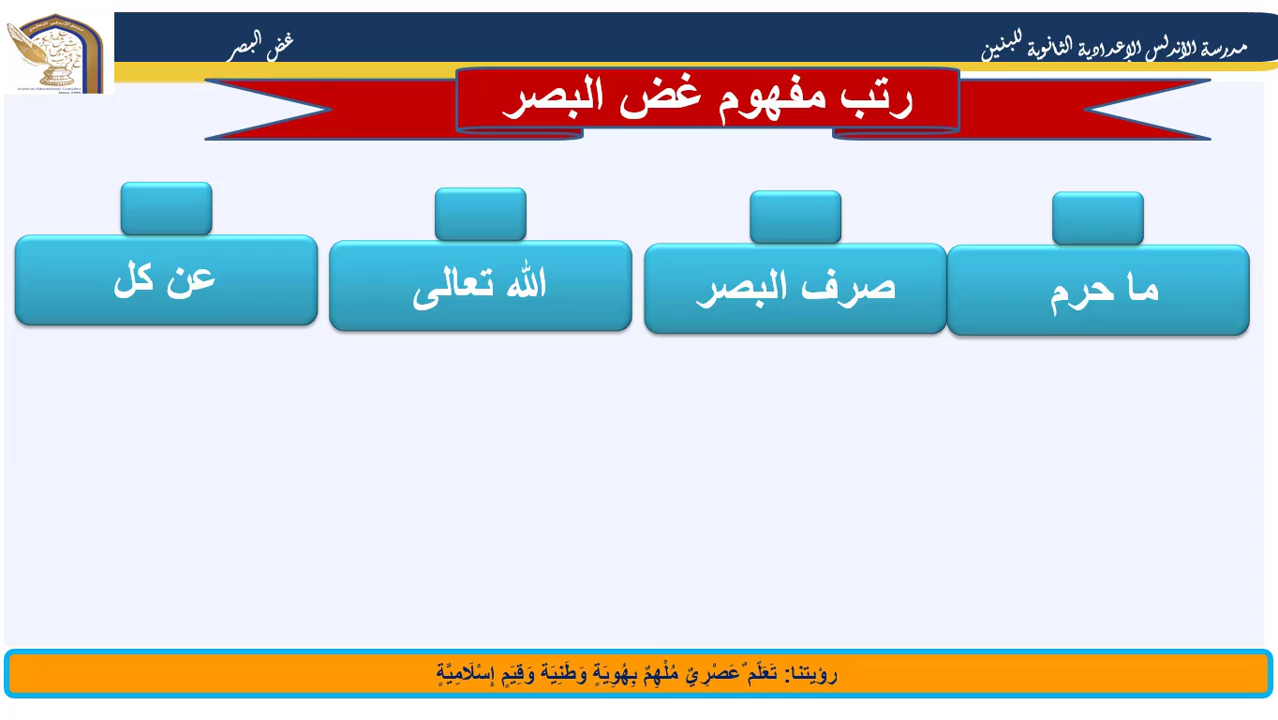 مدرسة الأندلس الإعدادية الثانوية للبنين
غض البصر
رتب مفهوم غض البصر
ما حرم
صرف البصر
الله تعالى
عن كل
رؤيتنا: تَعَلّم ٌ عَصْرِيٌ مُلْهِمٌ بِهُوِيَةٍ وَطَنِيَة وَقِيَمٍ إِسْلَامِيَّةٍ